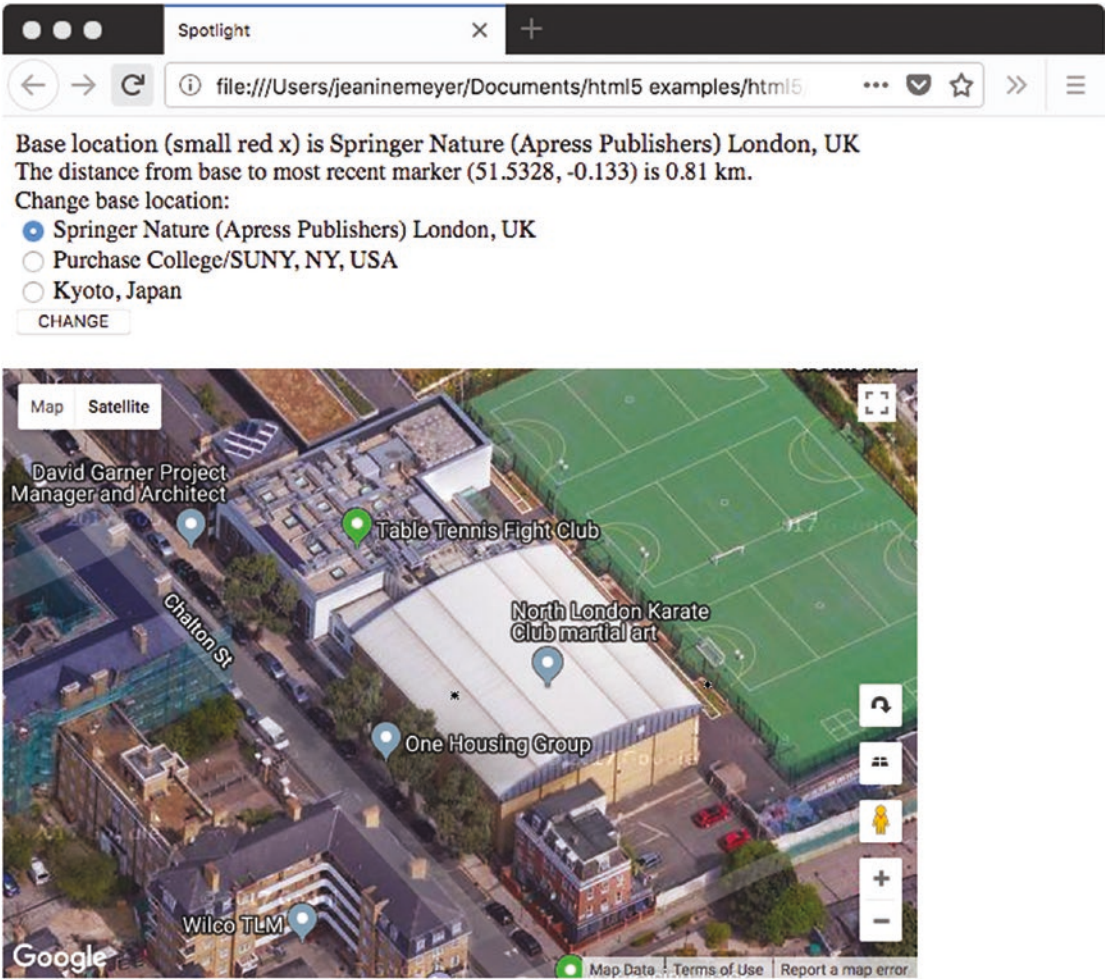 Spotlight
file:///Users/jeaninemeyer/Documents/html5 examples/html5
Base location (small red x) is Springer Nature (Apress Publishers) London, UK
The distance from base to most recent marker (51.5328, -0.133) is 0.81 km.
Change base location:
Springer Nature (Apress Publishers) London, UK
Purchase College/SUNY, NY, USA
Kyoto, Japan
CHANGE
Map Satellite
David Garner Project
Manager and Architect
Table Tennis Fight Club
Chalton St
North London Karate
Club martial art
One Housing Group
Wilco TLM
Google
Map Data Terms of Use Report a map error